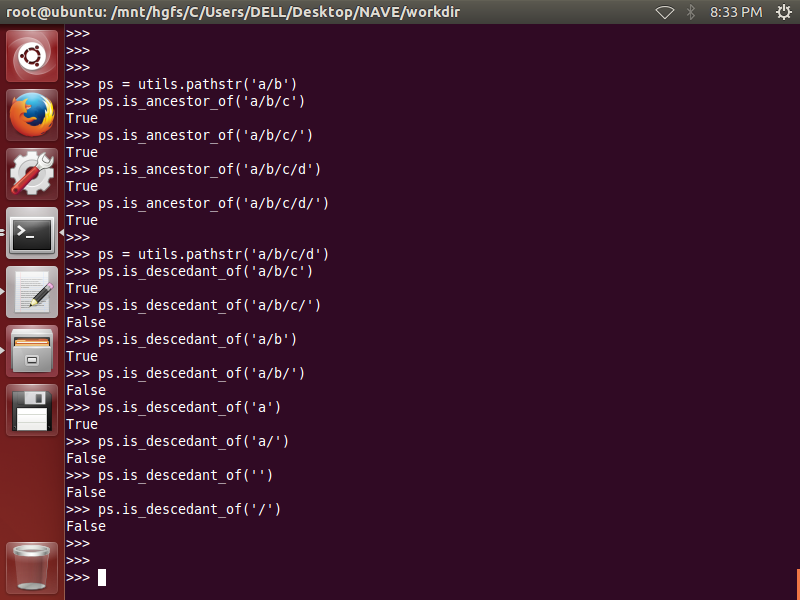 root@ubuntu: /mnt/hgfs/C/Users/DELL/Desktop/NAVE/workdir 8:33 PM
>>>
>>>
>>>
>>> ps = utils.pathstr('a/b')
>>> ps.is_ancestor_of('a/b/c')
True
>>> ps.is_ancestor_of('a/b/c/')
True
>>> ps.is_ancestor_of('a/b/c/d')
True
>>> ps.is_ancestor_of('a/b/c/d/')
True
>>>
>>> ps = utils.pathstr('a/b/c/d')
>>> ps.is_descedant_of('a/b/c')
True
>>> ps.is_descedant_of('a/b/c/')
False
>>> ps.is_descedant_of('a/b')
True
>>> ps.is_descedant_of('a/b/')
False
>>> ps.is_descedant_of('a')
True
>>> ps.is_descedant_of('a/')
False
>>> ps.is_descedant_of('')
False
>>> ps.is_descedant_of('/')
False
>>>
>>>
>>>